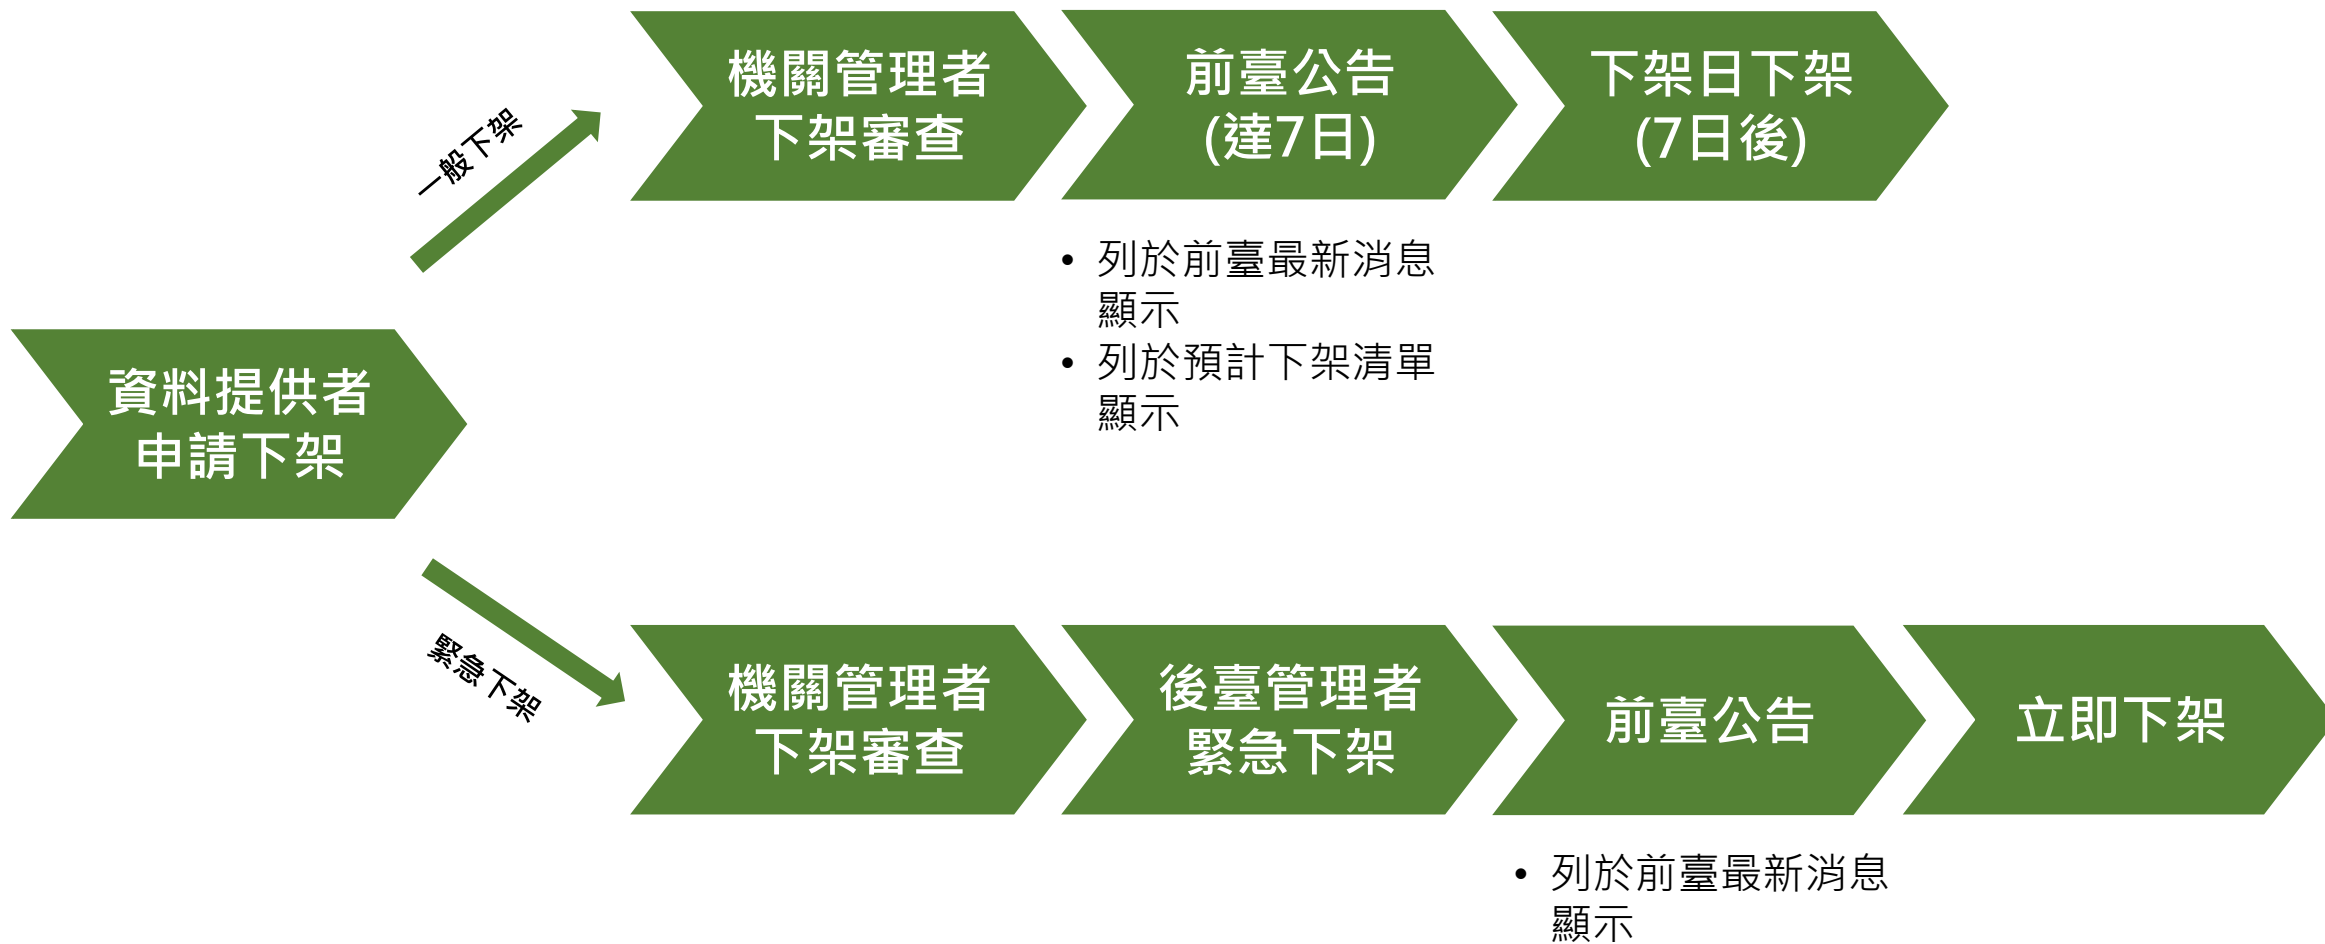 資料提供者
申請下架
一般下架
機關管理者
下架審查
前臺公告
(達7日)
• 列於前臺最新消息
顯示
• 列於預計下架清單
顯示
下架日下架
(7日後)
緊急下架
機關管理者
下架審查
後臺管理者
緊急下架
前臺公告
• 列於前臺最新消息
顯示
立即下架